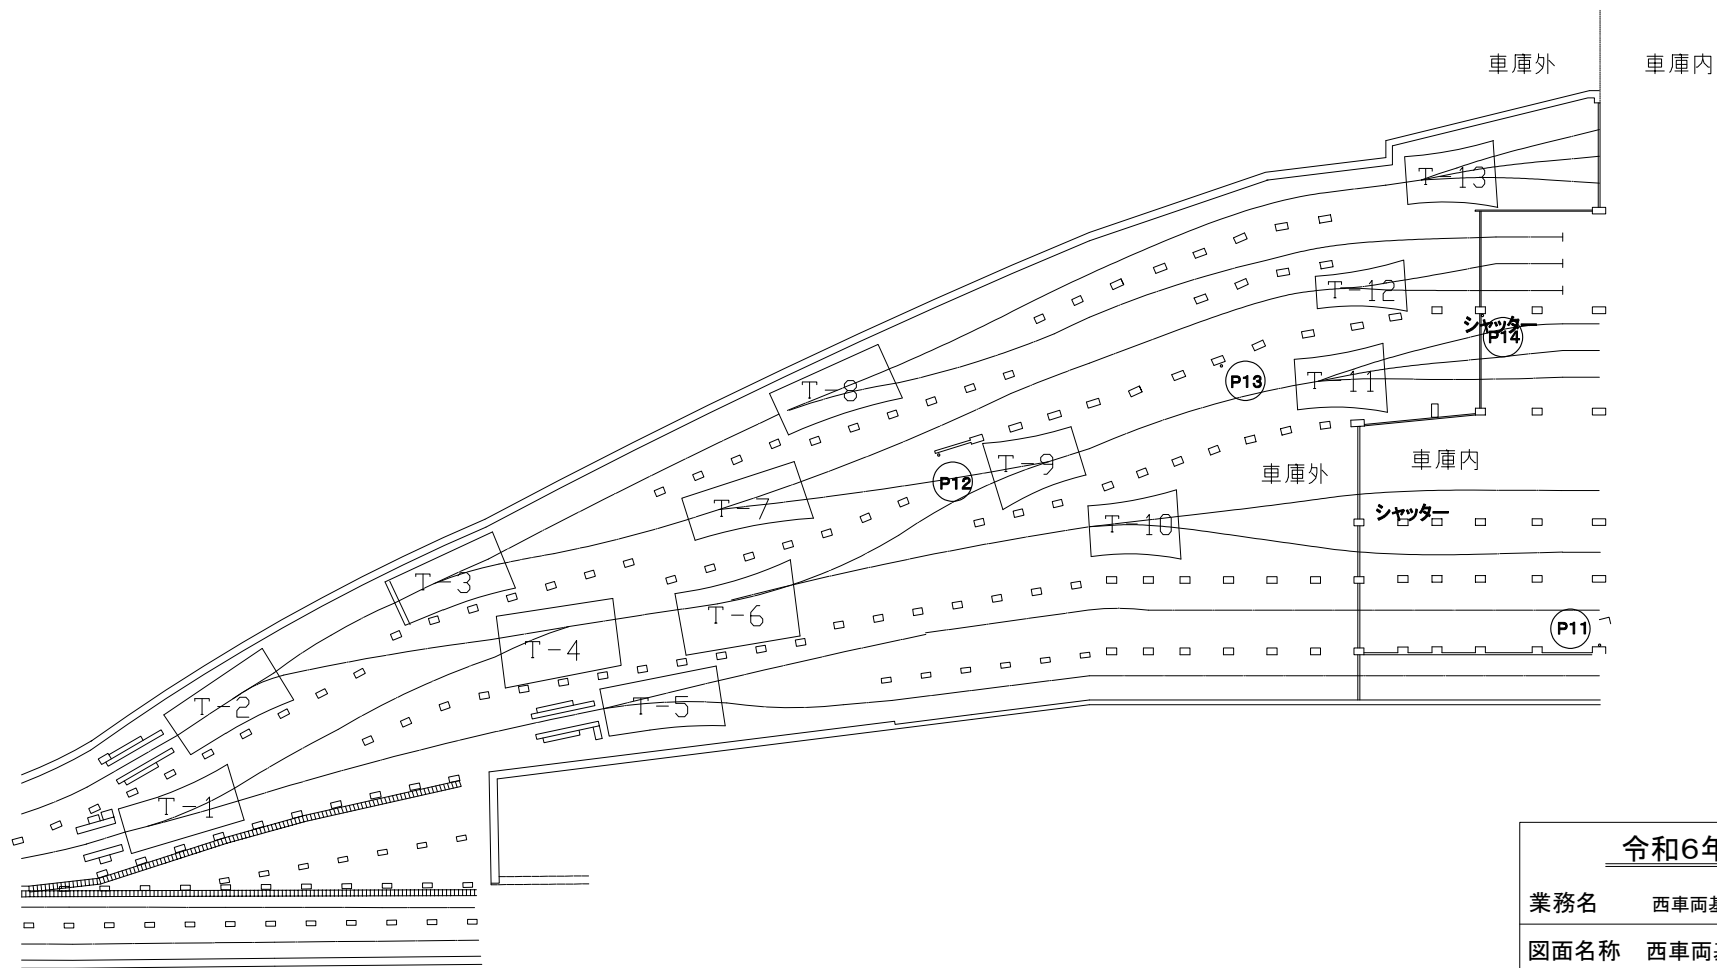 車庫外 車庫内
T-13
T-12
シャッター
P14
T-8
P13
T-11
T-9
車庫外 車庫内
P12
T-7
シャッター
T-10
T-3
T-6
P11
T-4
T-2
T-5
T-1
令和6年
業務名 西車両基
図面名称 西車両